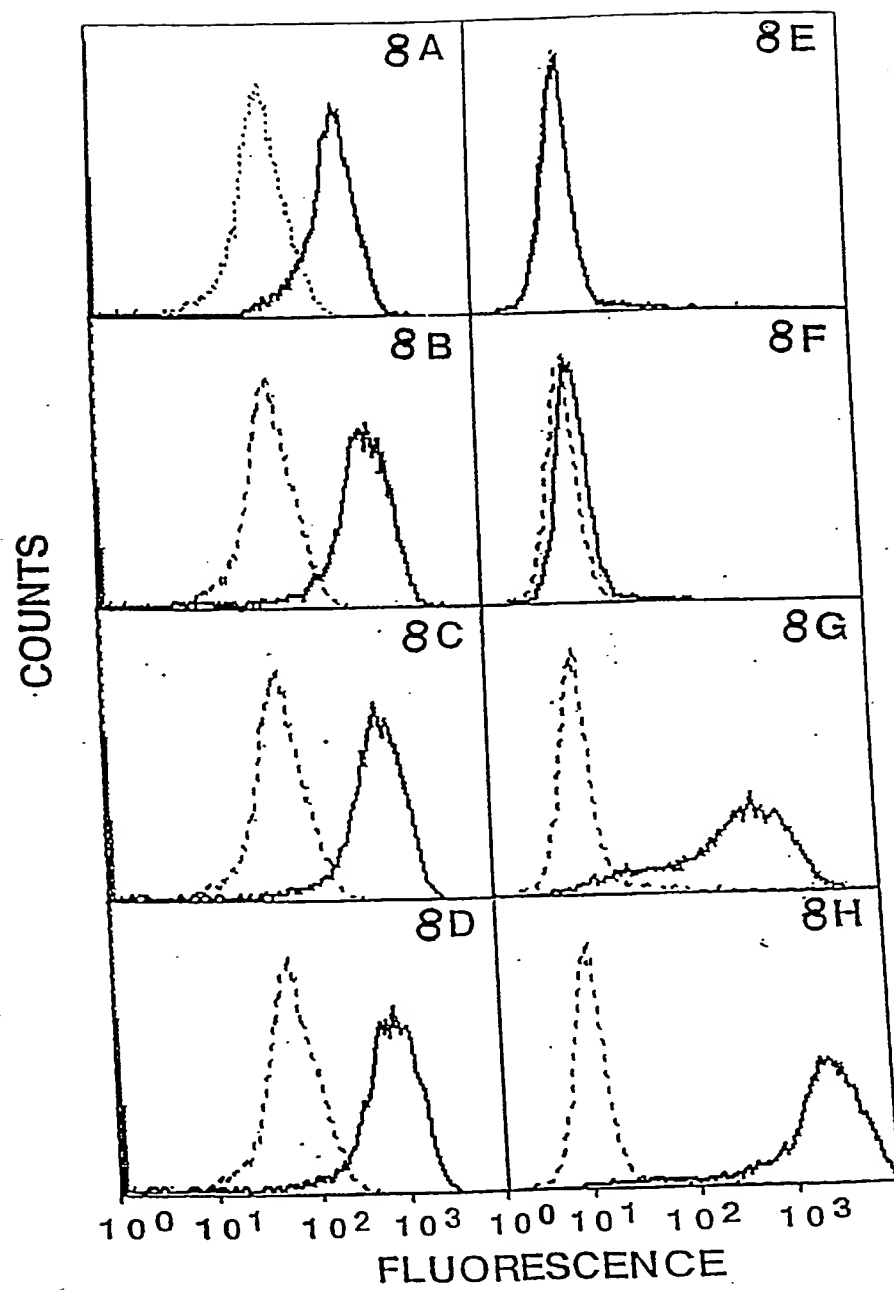 8A
8E
8B
8F
8C
8G
8D
8H
COUNTS
10⁰ 10¹ 10² 10³ 10⁰ 10¹ 10² 10³
FLUORESCENCE